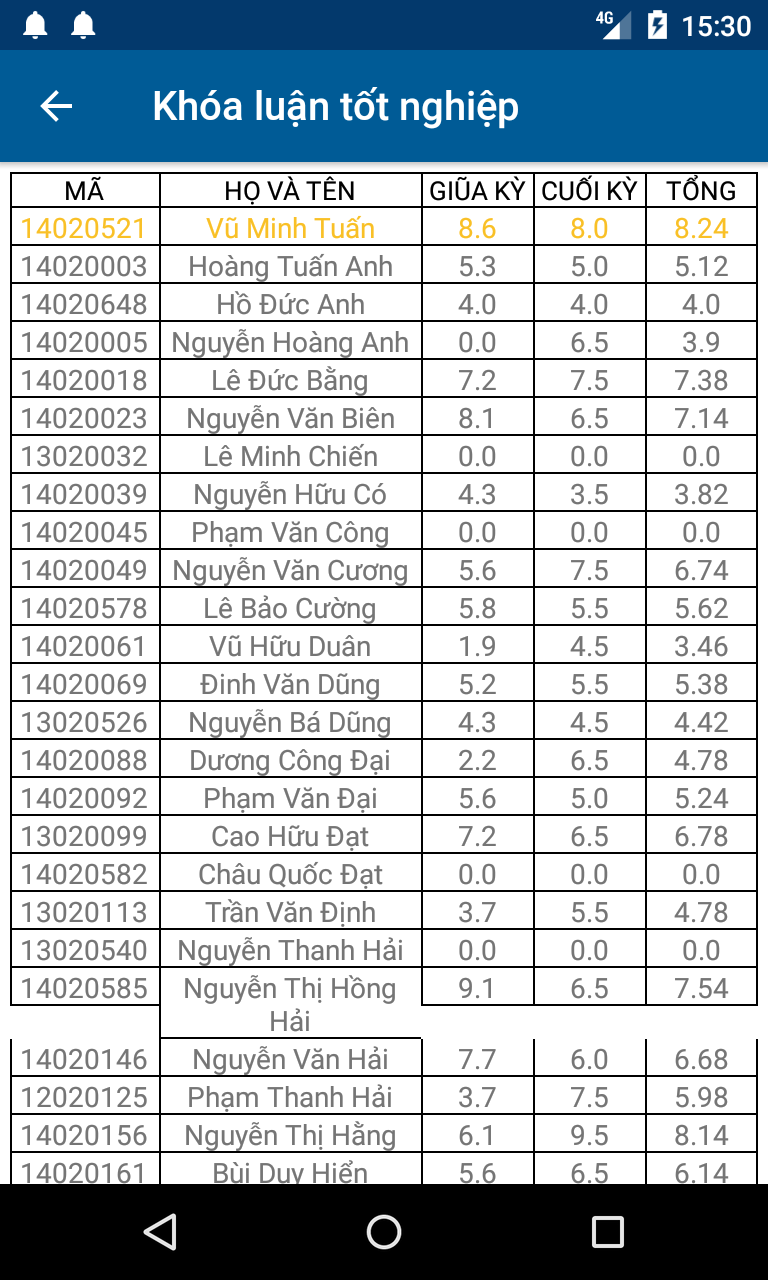 4G 15:30
Khóa luận tốt nghiệp
MÃ HỌ VÀ TÊN GIŨA KỲ CUỐI KỲ TỔNG
14020521 Vũ Minh Tuấn 8.6 8.0 8.24
14020003 Hoàng Tuấn Anh 5.3 5.0 5.12
14020648 Hồ Đức Anh 4.0 4.0 4.0
14020005 Nguyễn Hoàng Anh 0.0 6.5 3.9
14020018 Lê Đức Bằng 7.2 7.5 7.38
14020023 Nguyễn Văn Biên 8.1 6.5 7.14
13020032 Lê Minh Chiến 0.0 0.0 0.0
14020039 Nguyễn Hữu Có 4.3 3.5 3.82
14020045 Phạm Văn Công 0.0 0.0 0.0
14020049 Nguyễn Văn Cương 5.6 7.5 6.74
14020578 Lê Bảo Cường 5.8 5.5 5.62
14020061 Vũ Hữu Duân 1.9 4.5 3.46
14020069 Đinh Văn Dũng 5.2 5.5 5.38
13020526 Nguyễn Bá Dũng 4.3 4.5 4.42
14020088 Dương Công Đại 2.2 6.5 4.78
14020092 Phạm Văn Đại 5.6 5.0 5.24
13020099 Cao Hữu Đạt 7.2 6.5 6.78
14020582 Châu Quốc Đạt 0.0 0.0 0.0
13020113 Trần Văn Định 3.7 5.5 4.78
13020540 Nguyễn Thanh Hải 0.0 0.0 0.0
14020585 Nguyễn Thị Hồng 9.1 6.5 7.54
Hải
14020146 Nguyễn Văn Hải 7.7 6.0 6.68
12020125 Phạm Thanh Hải 3.7 7.5 5.98
14020156 Nguyễn Thị Hằng 6.1 9.5 8.14
14020161 Bùi Duy Hiển 5.6 6.5 6.14